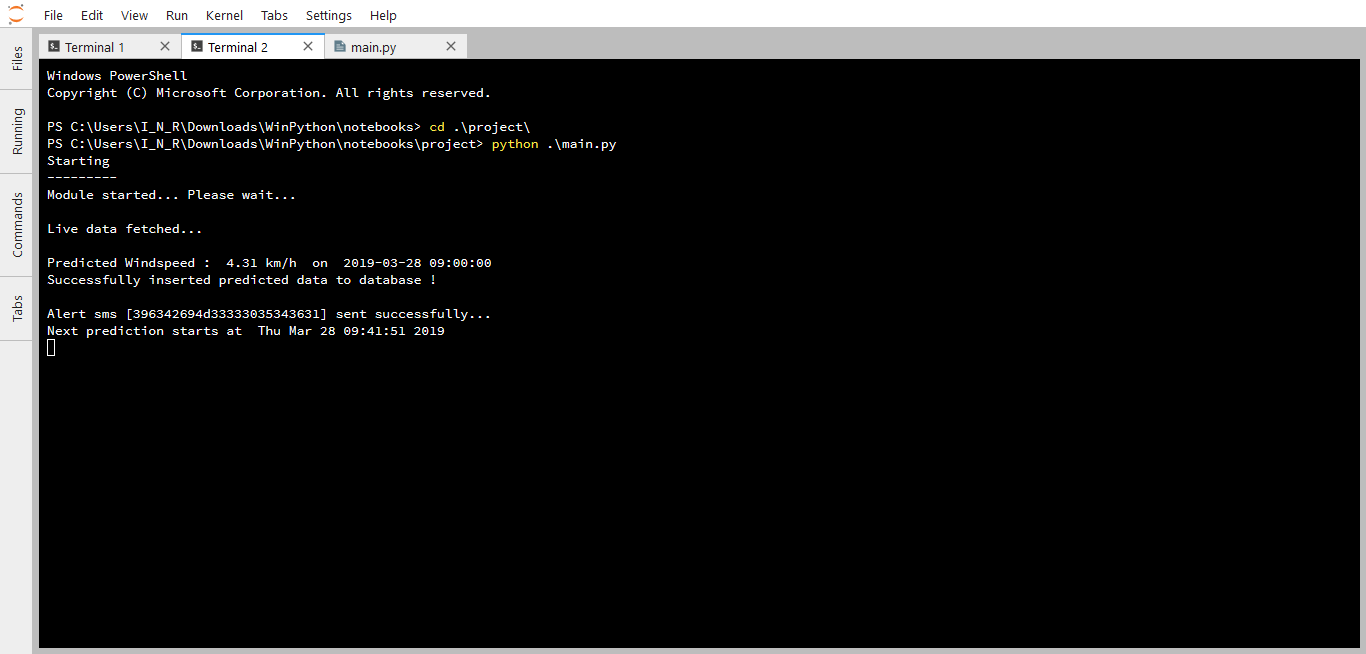 File Edit View Run Kernel Tabs Settings Help
Files
Running
Commands
Tabs
Terminal 1 Terminal 2 main.py
Windows PowerShell
Copyright (C) Microsoft Corporation. All rights reserved.
PS C:\Users\I_N_R\Downloads\WinPython\notebooks> cd .\project\
PS C:\Users\I_N_R\Downloads\WinPython\notebooks\project> python .\main.py
Starting
---------
Module started... Please wait...
Live data fetched...
Predicted Windspeed :  4.31 km/h  on  2019-03-28 09:00:00
Successfully inserted predicted data to database !
Alert sms [396342694d33333035343631] sent successfully...
Next prediction starts at  Thu Mar 28 09:41:51 2019